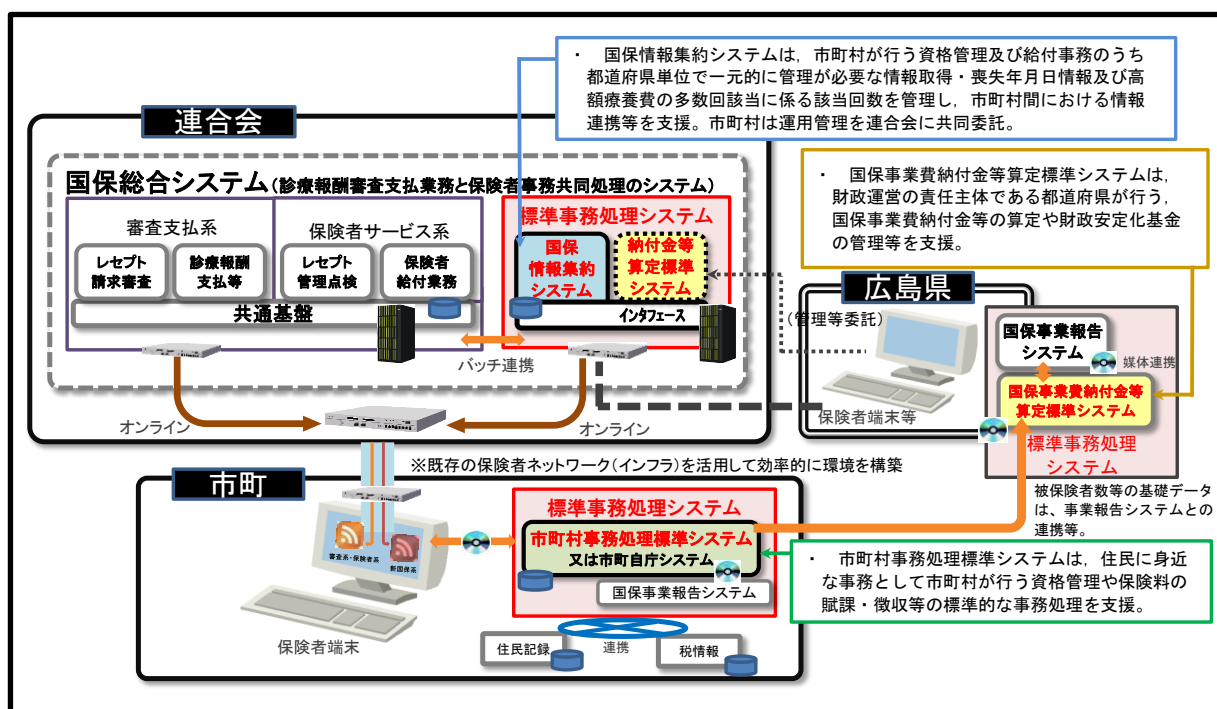 ・　国保情報集約システムは，市町村が行う資格管理及び給付事務のうち
都道府県単位で一元的に管理が必要な情報取得・喪失年月日情報及び高
額療養費の多数回該当に係る該当回数を管理し，市町村間における情報
連携等を支援。市町村は運用管理を連合会に共同委託。
連合会
国保総合システム（診療報酬審査支払業務と保険者事務共同処理のシステム）
審査支払系
保険者サービス系
レセプト
請求審査
診療報酬
支払等
レセプト
管理点検
保険者
給付業務
共通基盤
標準事務処理システム
国保
情報集約
システム
納付金等
算定標準
システム
インタフェース
バッチ連携
オンライン
オンライン
・　国保事業費納付金等算定標準システムは，
財政運営の責任主体である都道府県が行う，
国保事業費納付金等の算定や財政安定化基金
の管理等を支援。
広島県
（管理等委託）
保険者端末等
国保事業報告
システム
媒体連携
国保事業費納付金等
算定標準システム
標準事務処理
システム
被保険者数等の基礎データ
は、事業報告システムとの
連携等。
※既存の保険者ネットワーク（インフラ）を活用して効率的に環境を構築
市町
審査系・保険者系
新国保系
保険者端末
標準事務処理システム
市町村事務処理標準システム
又は市町自庁システム
国保事業報告システム
住民記録
連携
税情報
・　市町村事務処理標準システムは，住民に身近
な事務として市町村が行う資格管理や保険料の
賦課・徴収等の標準的な事務処理を支援。